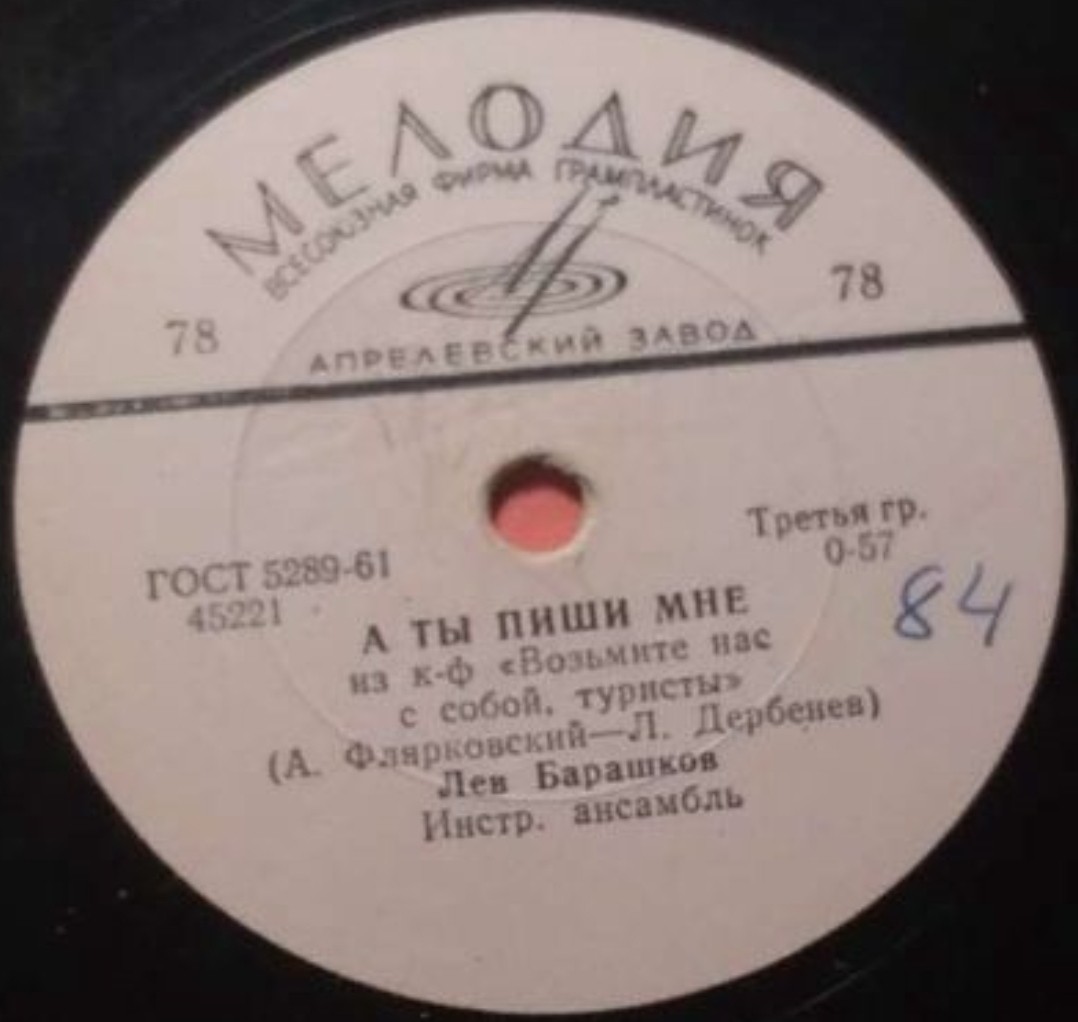 МЕЛОДИЯ
ВСЕСОЮЗНАЯ ФИРМА ГРАМПЛАСТИНОК
78
78
АПРЕЛЕВСКИЙ ЗАВОД
ГОСТ 5289-61
45221
Третья гр.
0-57
84
А ТЫ ПИШИ МНЕ
из к-ф «Возьмите нас
с собой, туристы»
(А. Флярковский—Л. Дербенев)
Лев Барашков
Инстр. ансамбль